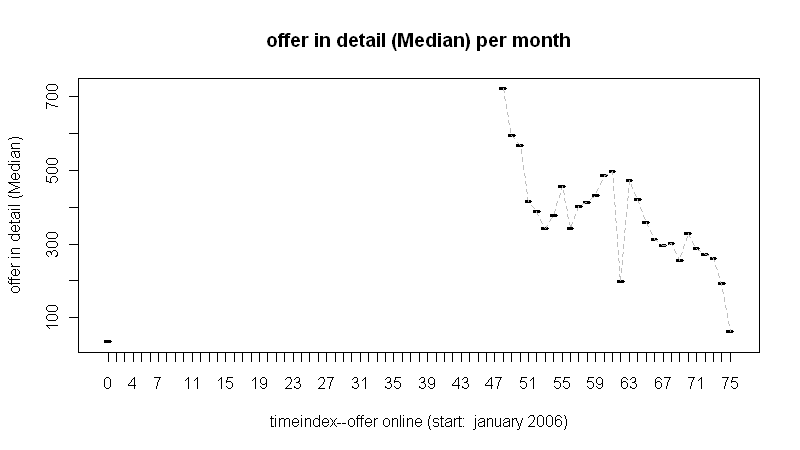 offer in detail (Median) per month
offer in detail (Median)
700
500
300
100
0 4 7 11 15 19 23 27 31 35 39 43 47 51 55 59 63 67 71 75
timeindex--offer online (start:  january 2006)